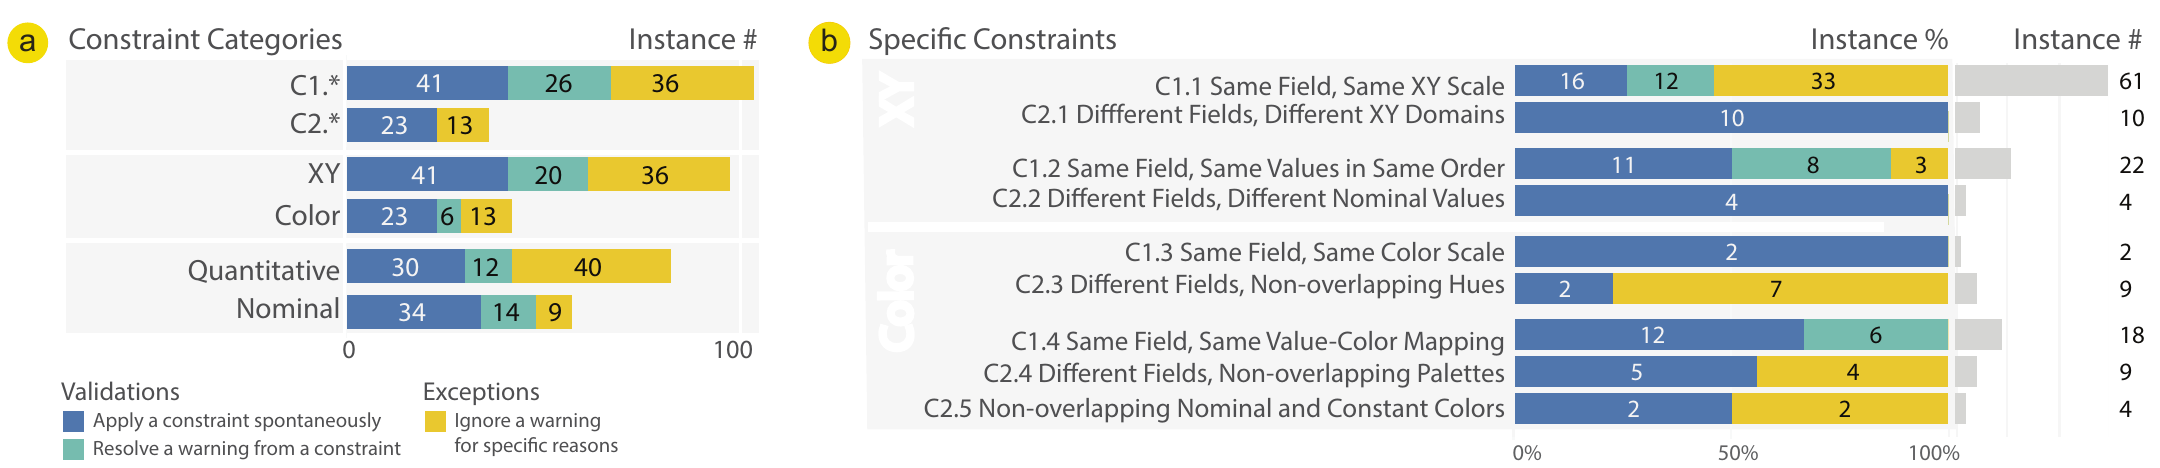 a Constraint Categories Instance #
C1.* 41 26 36
C2.* 23 13
XY 41 20 36
Color 23 6 13
Quantitative 30 12 40
Nominal 34 14 9
0 100
Validations Exceptions
Apply a constraint spontaneously Ignore a warning
Resolve a warning from a constraint for specific reasons
b Specific Constraints Instance % Instance #
XY
C1.1 Same Field, Same XY Scale 16 12 33 61
C2.1 Diffferent Fields, Different XY Domains 10 10
C1.2 Same Field, Same Values in Same Order 11 8 3 22
C2.2 Different Fields, Different Nominal Values 4 4
Color
C1.3 Same Field, Same Color Scale 2 2
C2.3 Different Fields, Non-overlapping Hues 2 7 9
C1.4 Same Field, Same Value-Color Mapping 12 6 18
C2.4 Different Fields, Non-overlapping Palettes 5 4 9
C2.5 Non-overlapping Nominal and Constant Colors 2 2 4
0% 50% 100%